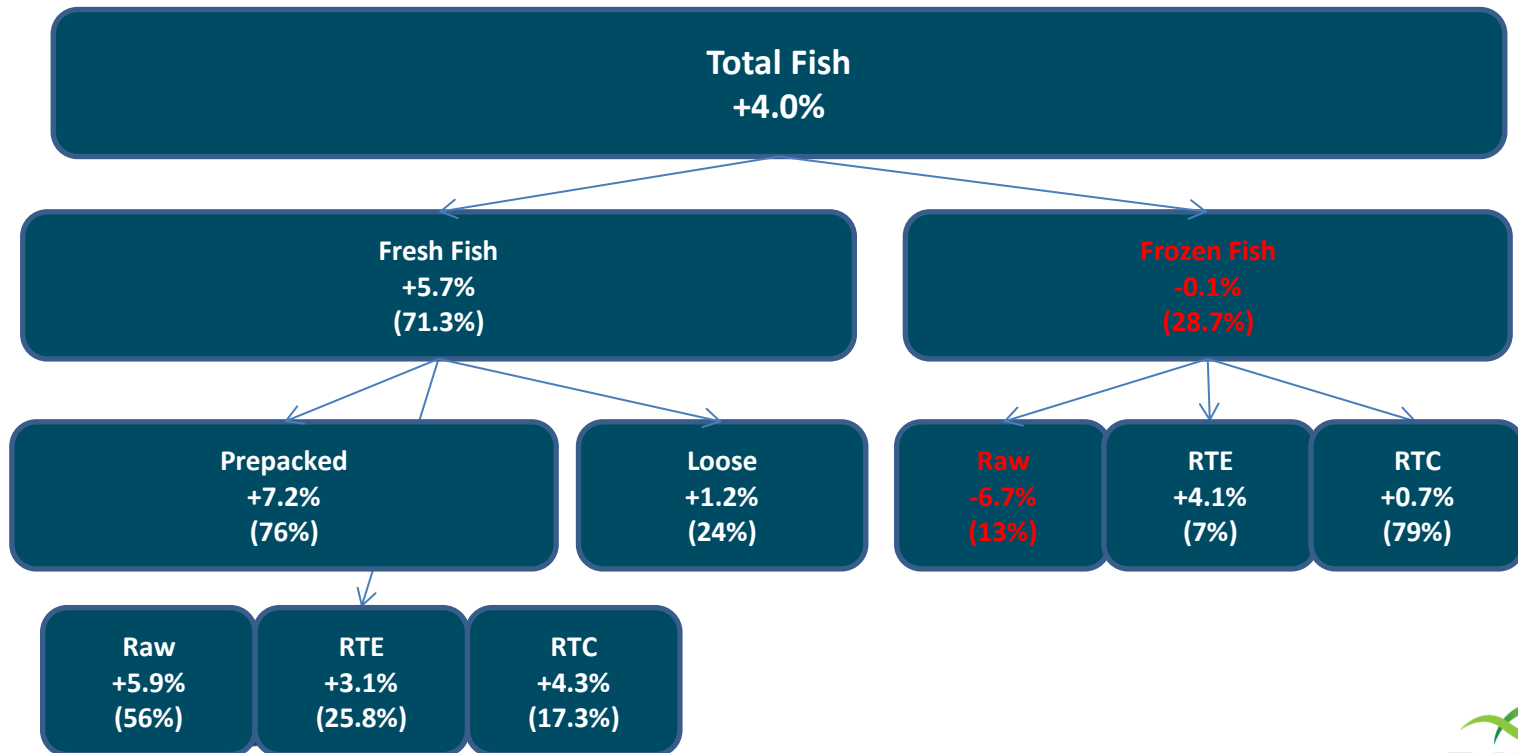 Total Fish
+4.0%
Fresh Fish
+5.7%
(71.3%)
Frozen Fish
-0.1%
(28.7%)
Prepacked
+7.2%
(76%)
Loose
+1.2%
(24%)
Raw
-6.7%
(13%)
RTE
+4.1%
(7%)
RTC
+0.7%
(79%)
Raw
+5.9%
(56%)
RTE
+3.1%
(25.8%)
RTC
+4.3%
(17.3%)